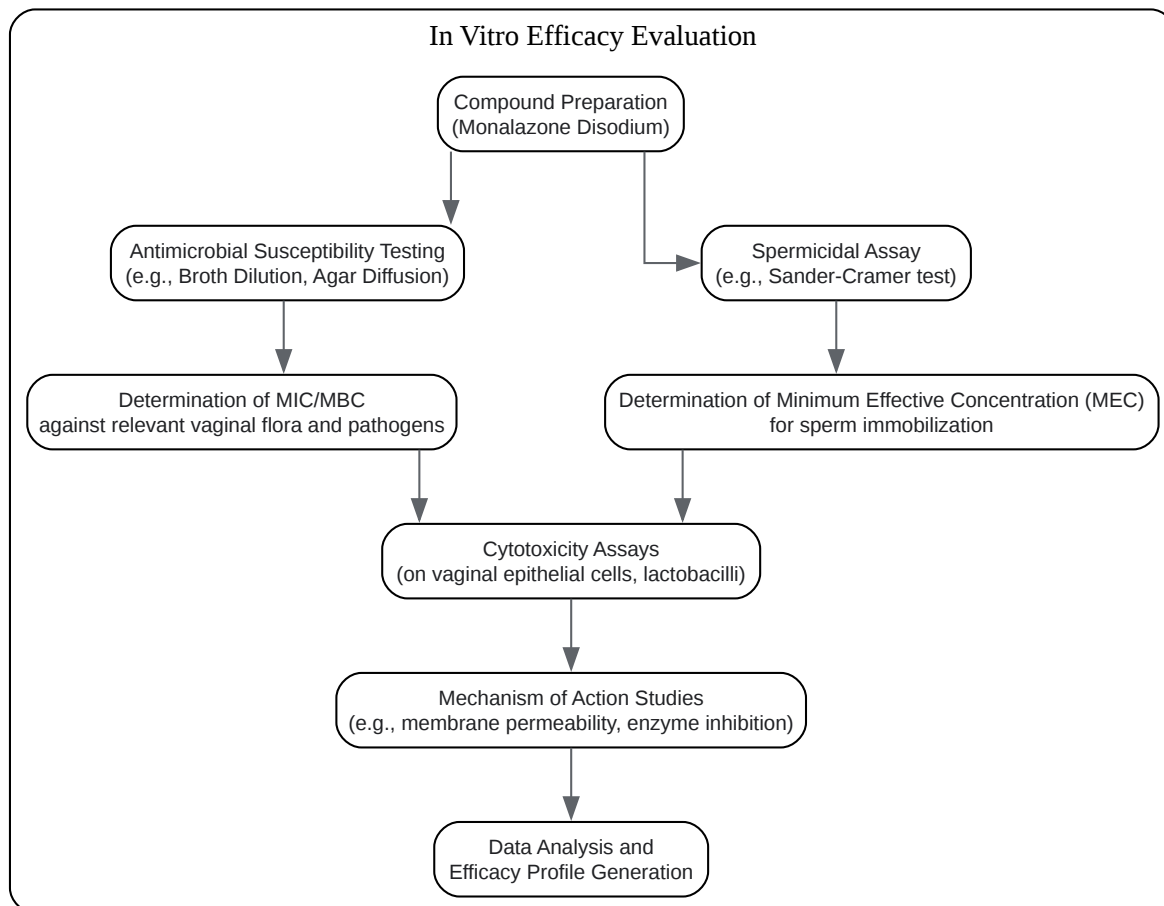 In Vitro Efficacy Evaluation
Compound Preparation
(Monalazone Disodium)
Antimicrobial Susceptibility Testing
(e.g., Broth Dilution, Agar Diffusion)
Spermicidal Assay
(e.g., Sander-Cramer test)
Determination of MIC/MBC
against relevant vaginal flora and pathogens
Determination of Minimum Effective Concentration (MEC)
for sperm immobilization
Cytotoxicity Assays
(on vaginal epithelial cells, lactobacilli)
Mechanism of Action Studies
(e.g., membrane permeability, enzyme inhibition)
Data Analysis and
Efficacy Profile Generation